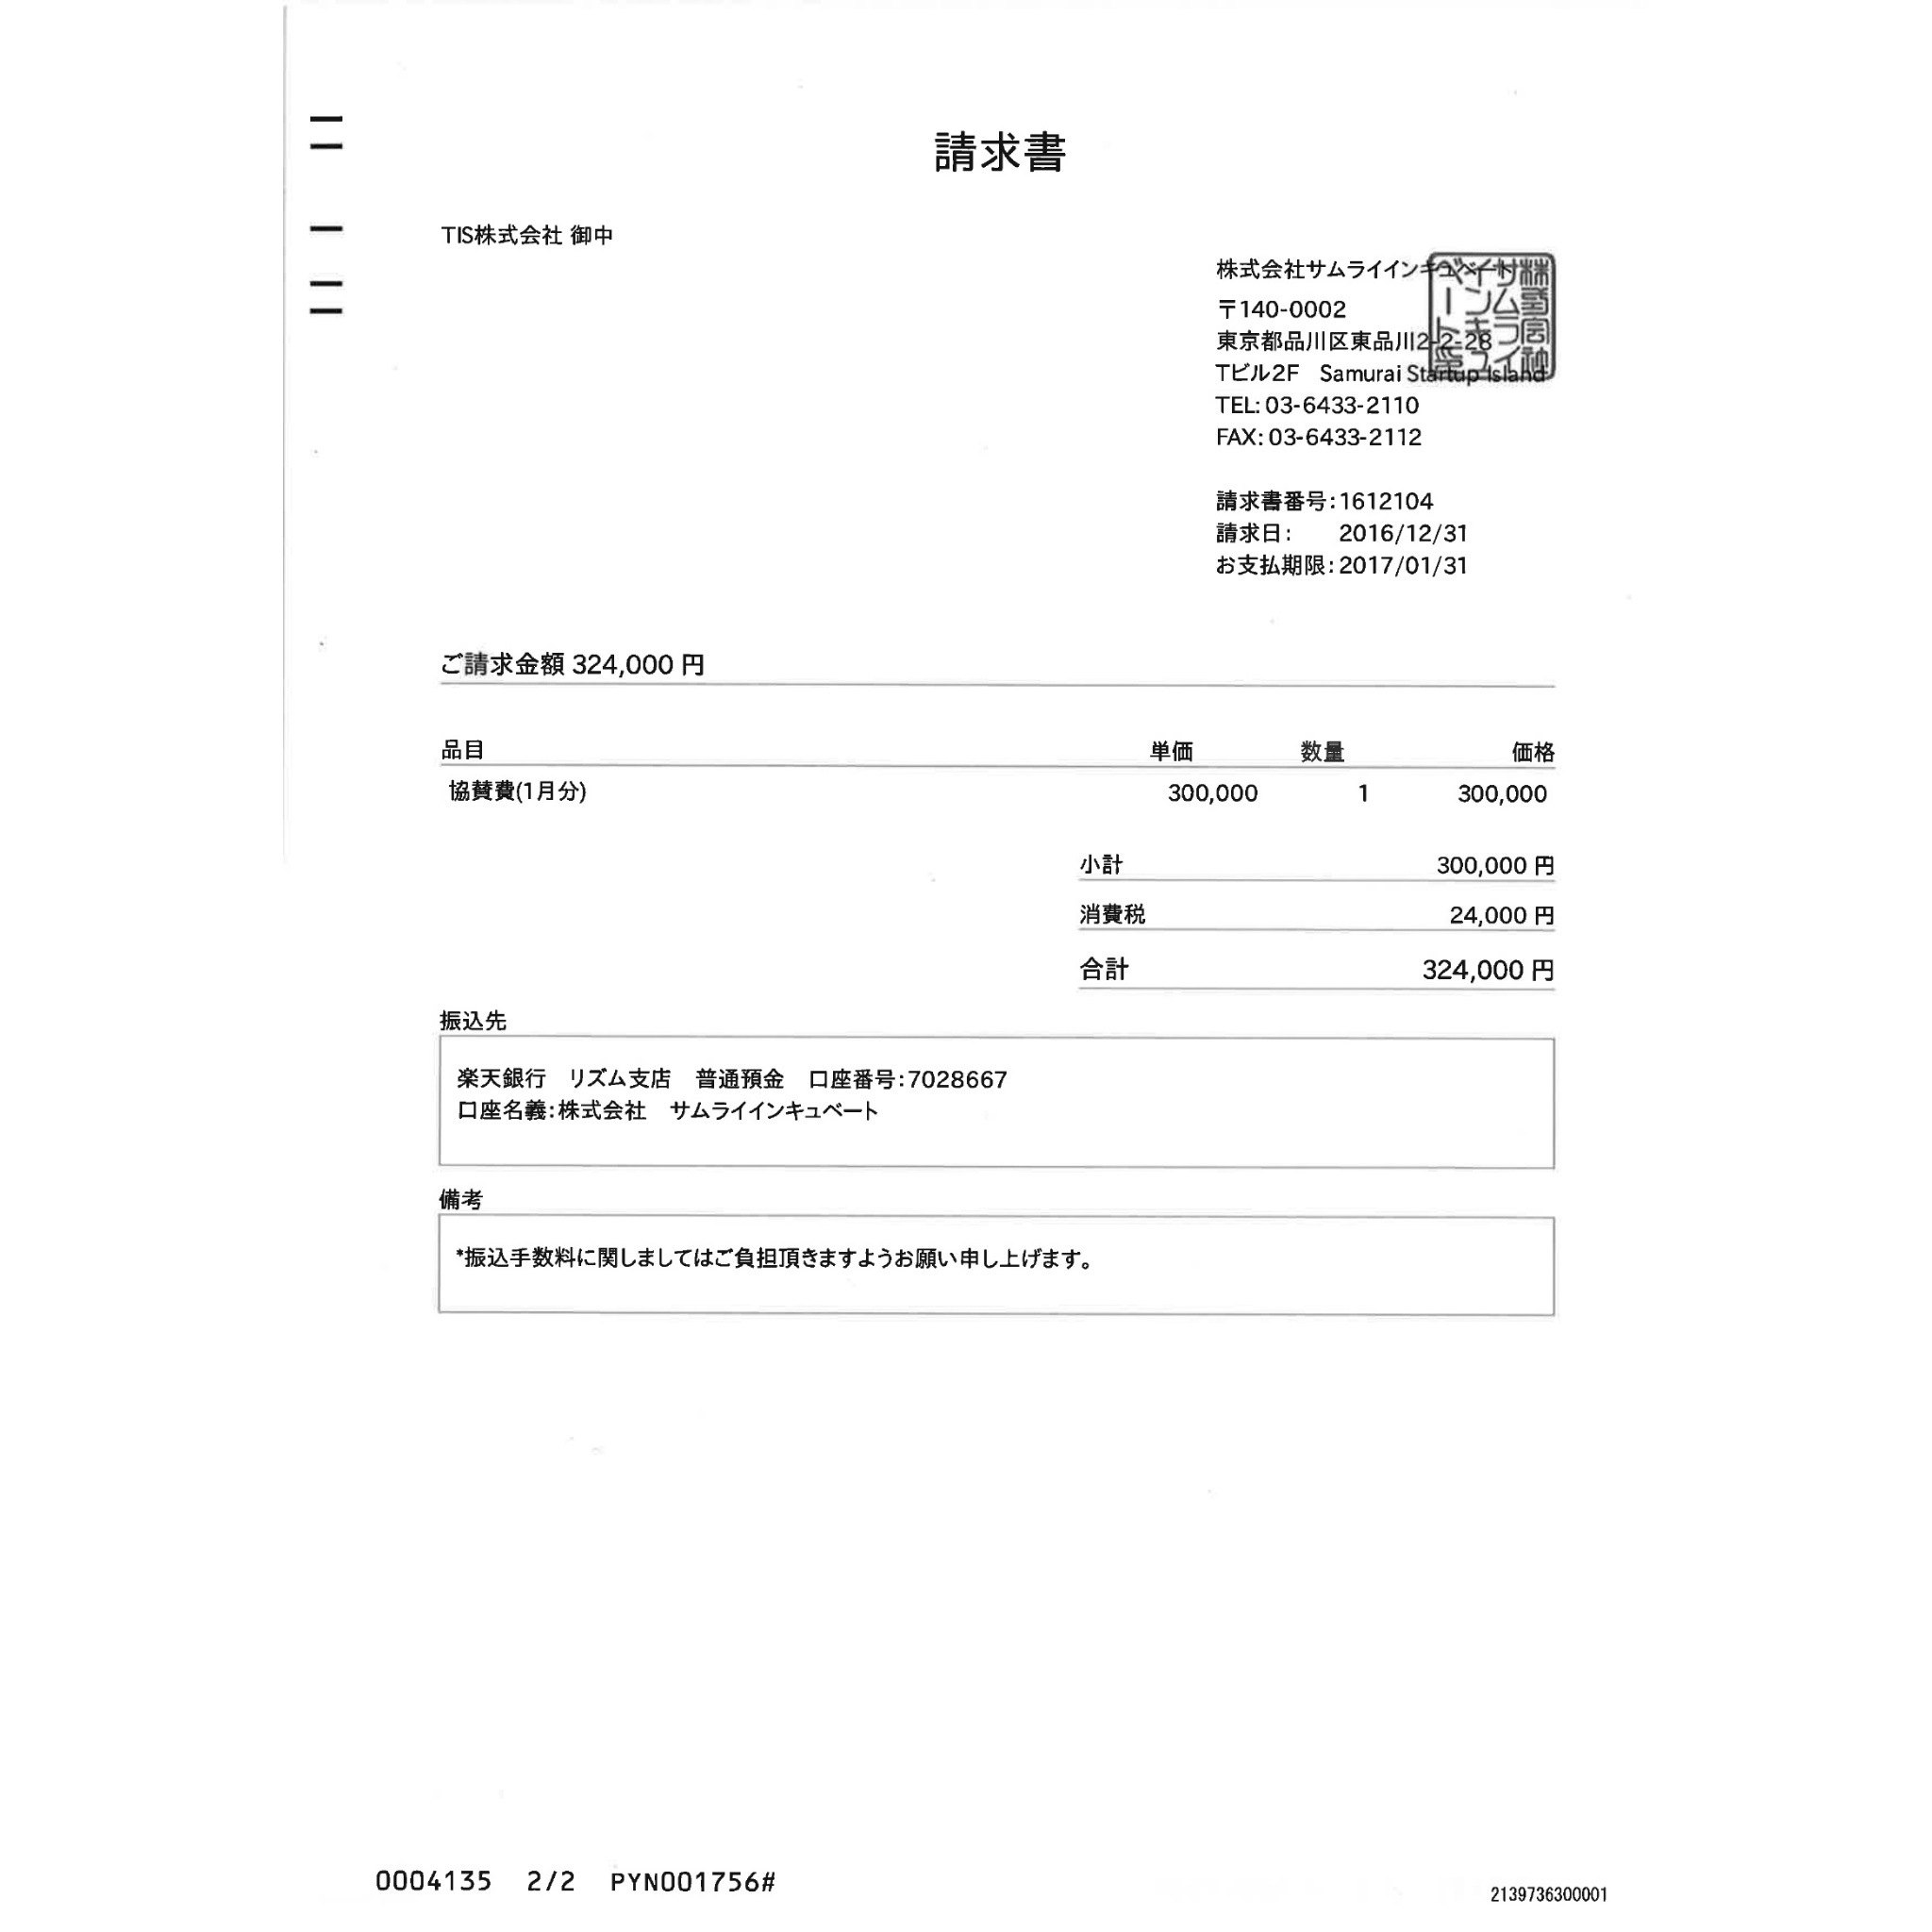 請求書
TIS株式会社 御中
株式会社サムライインキュベート
〒140-0002
東京都品川区東品川2-2-28
Tビル2F　Samurai Startup Island
TEL: 03-6433-2110
FAX: 03-6433-2112
請求書番号: 1612104
請求日:　2016/12/31
お支払期限: 2017/01/31
ご請求金額 324,000 円
品目 単価 数量 価格
協賛費(1月分) 300,000 1 300,000
小計 300,000 円
消費税 24,000 円
合計 324,000 円
振込先
楽天銀行　リズム支店　普通預金　口座番号:7028667
口座名義:株式会社　サムライインキュベート
備考
*振込手数料に関しましてはご負担頂きますようお願い申し上げます。
0004135 2/2 PYN001756#
2139736300001